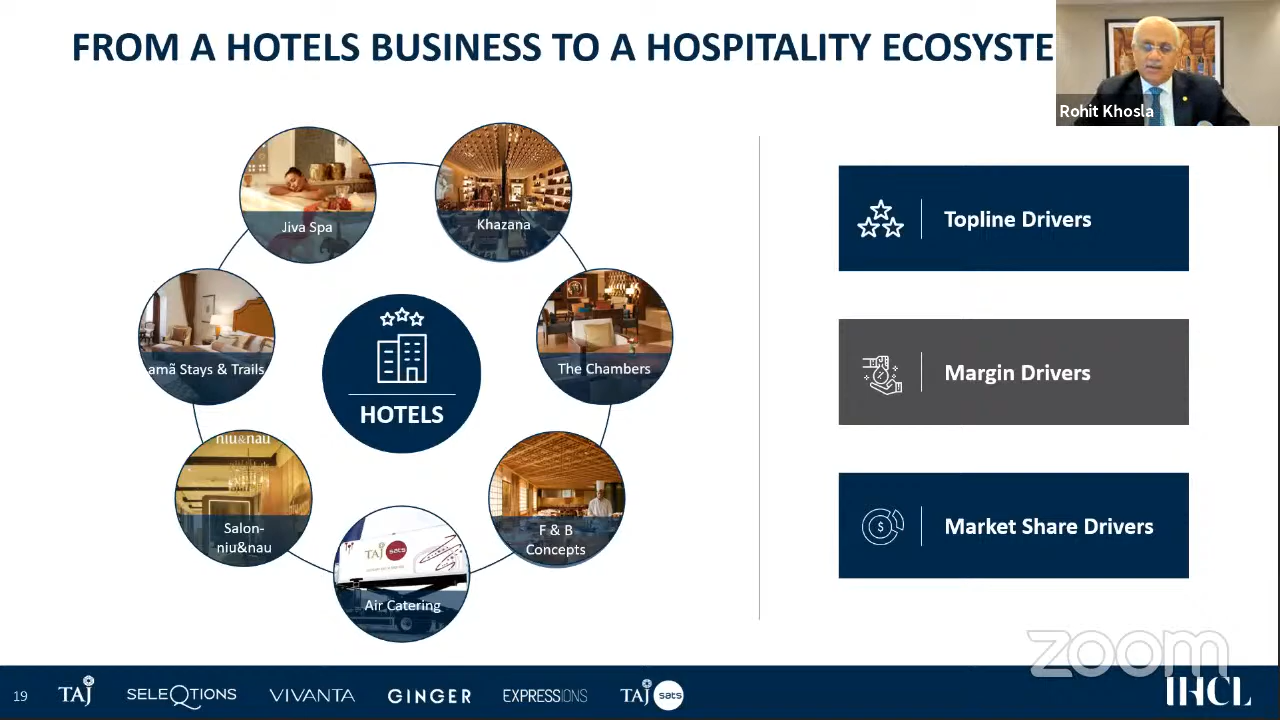 FROM A HOTELS BUSINESS TO A HOSPITALITY ECOSYSTE
Rohit Khosla
Jiva Spa
Khazana
amã Stays & Trails
The Chambers
HOTELS
niu&nau
Salon-
niu&nau
F & B
Concepts
TAJ sats
Air Catering
Topline Drivers
Margin Drivers
$
Market Share Drivers
zoom
19
TAJ
SELEQTIONS
VIVANTA
GINGER
EXPRESSIONS
TAJ sats
IHCL